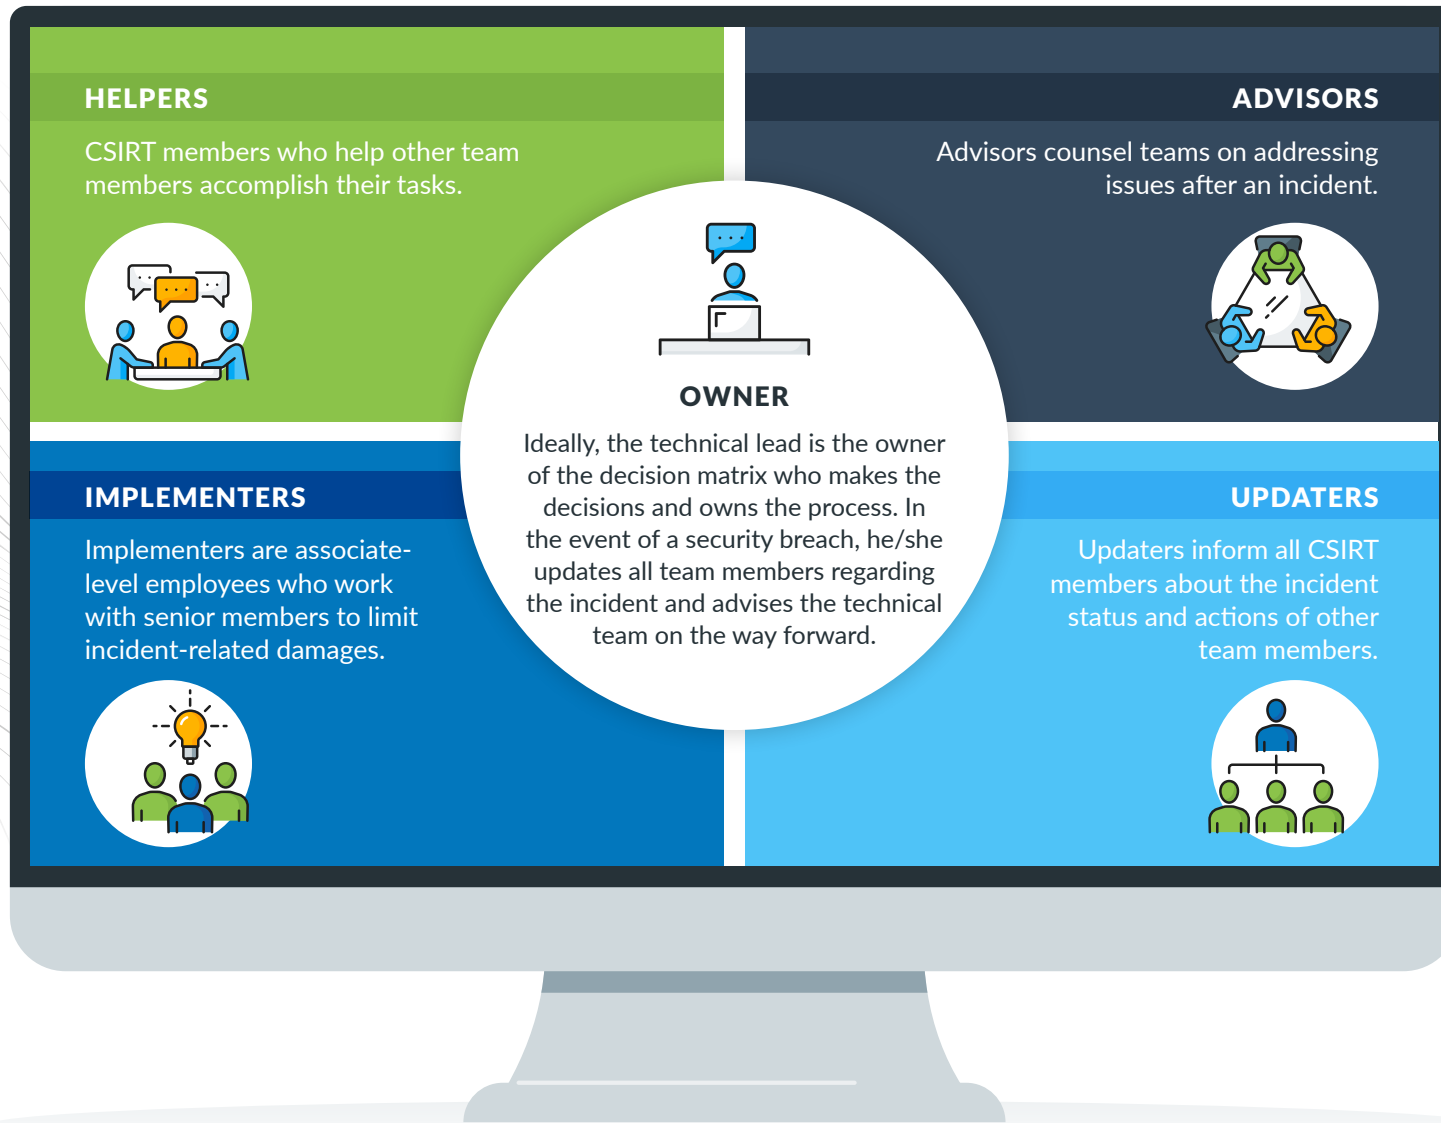 HELPERS
CSIRT members who help other team
members accomplish their tasks.
ADVISORS
Advisors counsel teams on addressing
issues after an incident.
OWNER
Ideally, the technical lead is the owner
of the decision matrix who makes the
decisions and owns the process. In
the event of a security breach, he/she
updates all team members regarding
the incident and advises the technical
team on the way forward.
IMPLEMENTERS
Implementers are associate-
level employees who work
with senior members to limit
incident-related damages.
UPDATERS
Updaters inform all CSIRT
members about the incident
status and actions of other
team members.